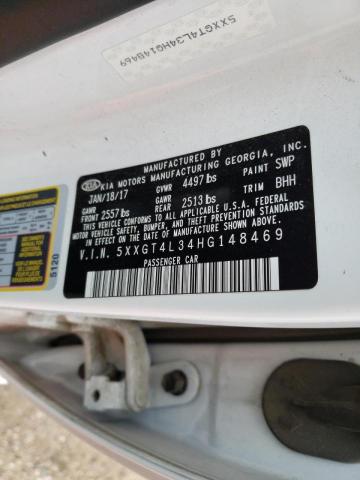 5XXGT4L34HG148469
MANUFACTURED BY
KIA KIA MOTORS MANUFACTURING GEORGIA, INC.
JAN/18/17 GVWR 4497 lbs PAINT SWP
GAWR FRONT 2557 lbs GAWR REAR 2513 lbs TRIM BHH
THIS VEHICLE CONFORMS TO ALL APPLICABLE U.S.A. FEDERAL
MOTOR VEHICLE SAFETY, BUMPER, AND THEFT PREVENTION
STANDARDS IN EFFECT ON THE DATE OF MANUFACTURE SHOWN ABOVE.
V.I.N. 5XXGT4L34HG148469
PASSENGER CAR
5120